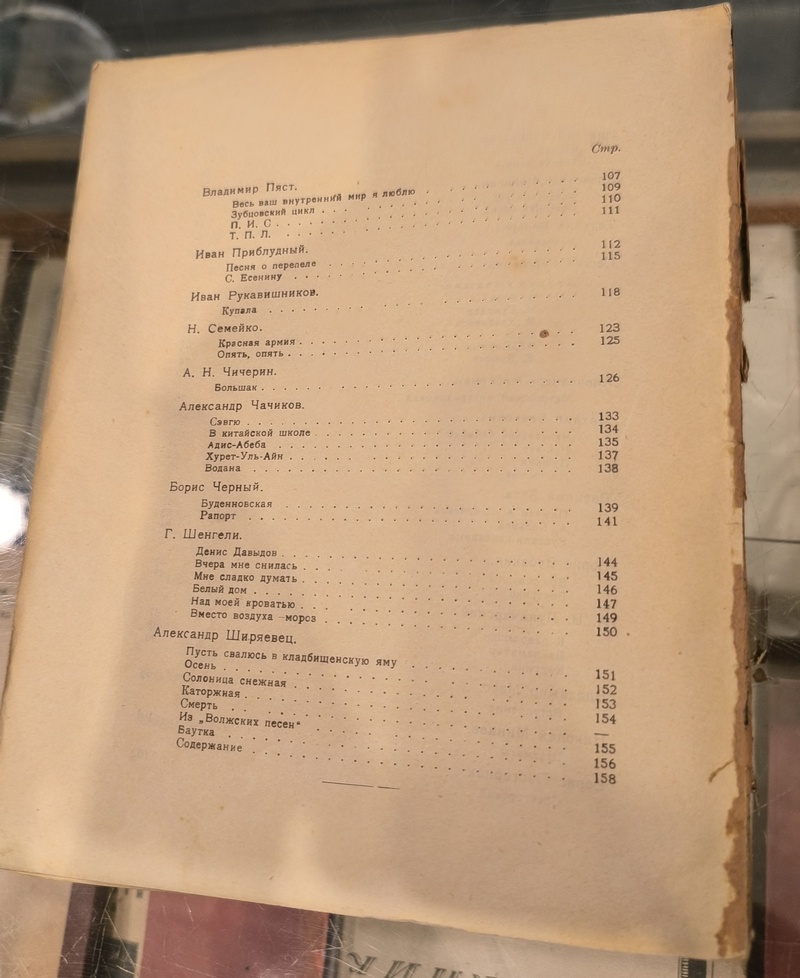 Стр.
Владимир Пяст.
Весь ваш внутренний мир я люблю . . . . . . . . 107
Зубцовский цикл . . . . . . . . 109
П. И. С . . . . . . . . 110
Т. П. Л. . . . . . . . . 111
Иван Приблудный.
Песня о перепеле . . . . . . . . 112
С. Есенину . . . . . . . . 115
Иван Рукавишников.
Купала . . . . . . . . 118
Н. Семейко.
Красная армия . . . . . . . . 123
Опять, опять . . . . . . . . 125
А. Н. Чичерин.
Большак . . . . . . . . 126
Александр Чачиков.
Сэвгю . . . . . . . . 133
В китайской школе . . . . . . . . 134
Адис-Абеба . . . . . . . . 135
Хурет-Уль-Айн . . . . . . . . 137
Водана . . . . . . . . 138
Борис Черный.
Буденновская . . . . . . . . 139
Рапорт . . . . . . . . 141
Г. Шенгели.
Денис Давыдов . . . . . . . . 144
Вчера мне снилась . . . . . . . . 145
Мне сладко думать . . . . . . . . 146
Белый дом . . . . . . . . 147
Над моей кроватью . . . . . . . . 149
Вместо воздуха —мороз . . . . . . . . 150
Александр Ширяевец.
Пусть свалюсь в кладбищенскую яму . . . . . . . . 151
Осень . . . . . . . . 152
Солоница снежная . . . . . . . . 153
Каторжная . . . . . . . . 154
Смерть . . . . . . . . —
Из „Волжских песен“ . . . . . . . . 155
Баутка . . . . . . . . 156
Содержание . . . . . . . . 158